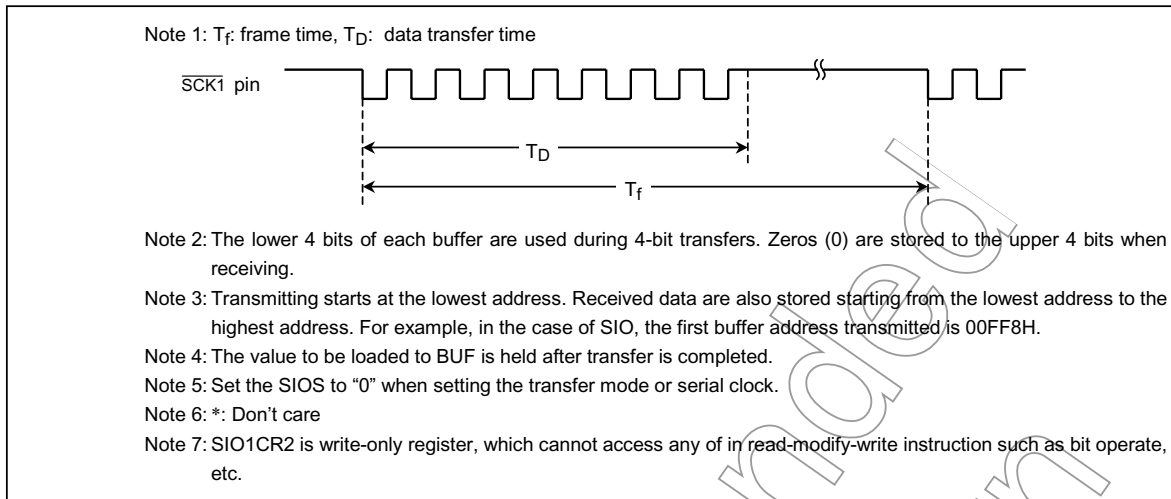 Note 1: Tf: frame time, TD: data transfer time
SCK1 pin
TD
Tf
Note 2: The lower 4 bits of each buffer are used during 4-bit transfers. Zeros (0) are stored to the upper 4 bits when
receiving.
Note 3: Transmitting starts at the lowest address. Received data are also stored starting from the lowest address to the
highest address. For example, in the case of SIO, the first buffer address transmitted is 00FF8H.
Note 4: The value to be loaded to BUF is held after transfer is completed.
Note 5: Set the SIOS to “0” when setting the transfer mode or serial clock.
Note 6: *: Don’t care
Note 7: SIO1CR2 is write-only register, which cannot access any of in read-modify-write instruction such as bit operate,
etc.